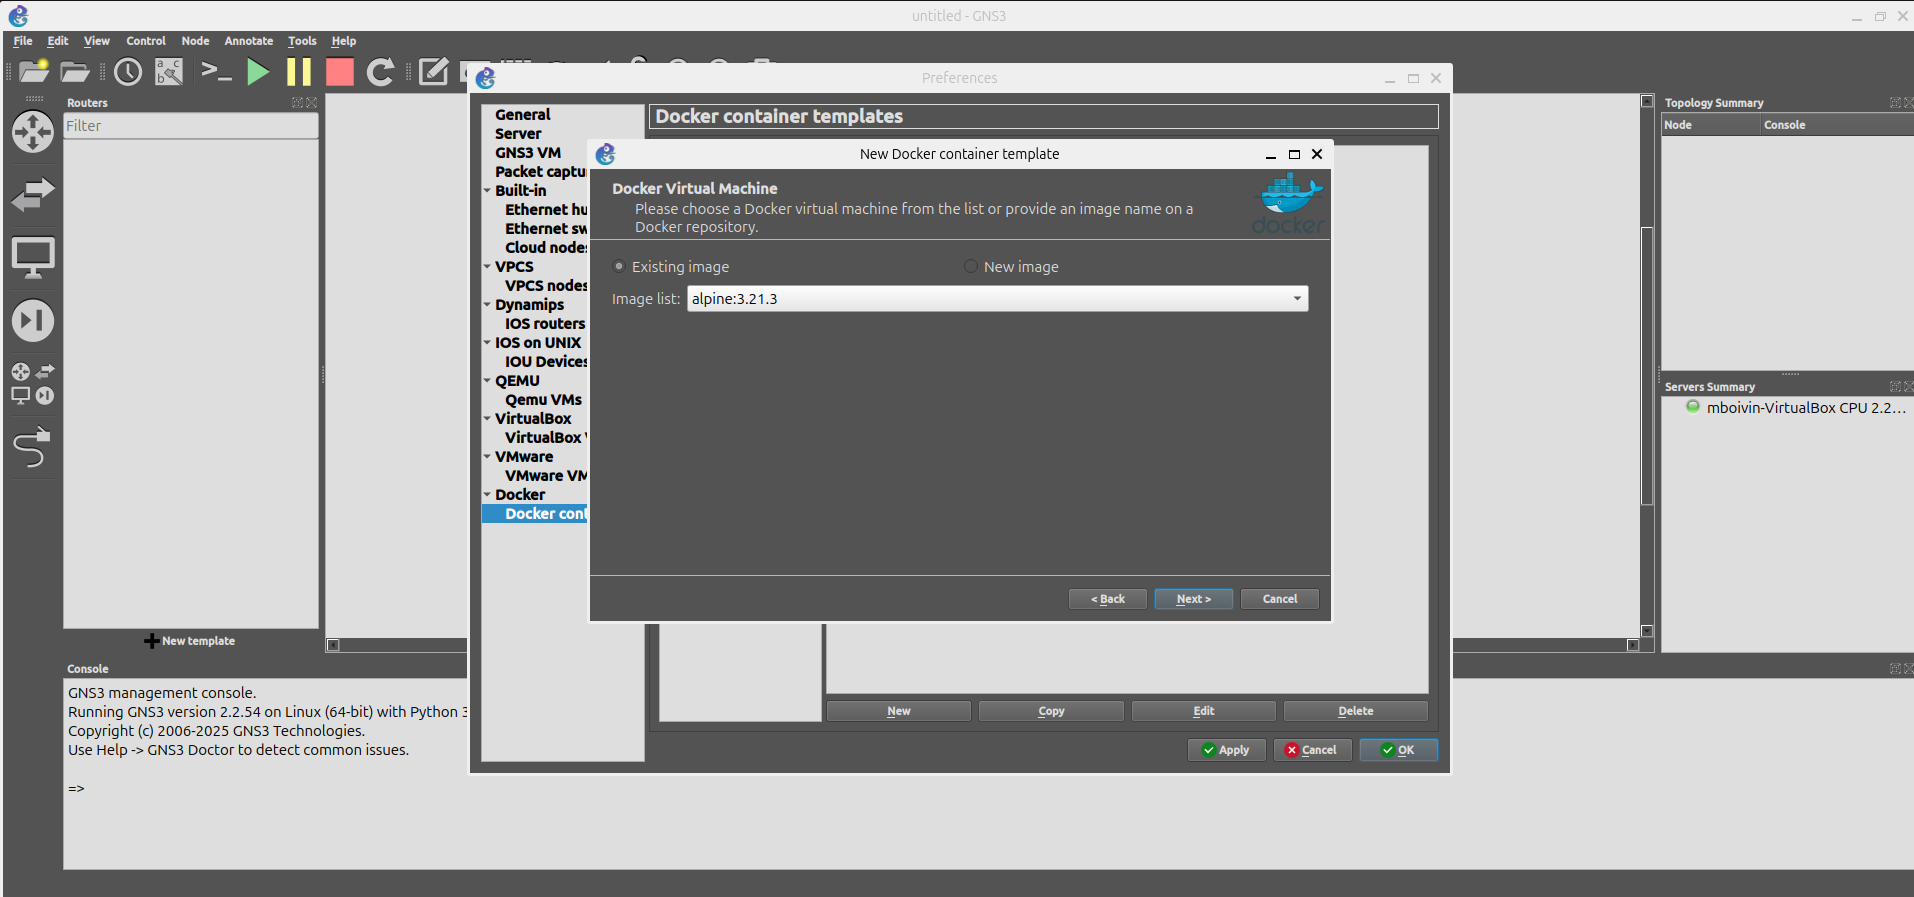 untitled - GNS3
File Edit View Control Node Annotate Tools Help
Routers
Filter
New template
Preferences
General
Server
GNS3 VM
Packet captu
Built-in
Ethernet hu
Ethernet sw
Cloud nodes
VPCS
VPCS nodes
Dynamips
IOS routers
IOS on UNIX
IOU Devices
QEMU
Qemu VMs
VirtualBox
VirtualBox
VMware
VMware VM
Docker
Docker cont
Docker container templates
New Docker container template
Docker Virtual Machine
Please choose a Docker virtual machine from the list or provide an image name on a
Docker repository.
docker
Existing image New image
Image list: alpine:3.21.3
< Back Next > Cancel
New Copy Edit Delete
Apply Cancel OK
Topology Summary
Node Console
Servers Summary
mboivin-VirtualBox CPU 2.2...
Console
GNS3 management console.
Running GNS3 version 2.2.54 on Linux (64-bit) with Python 3
Copyright (c) 2006-2025 GNS3 Technologies.
Use Help -> GNS3 Doctor to detect common issues.
=>